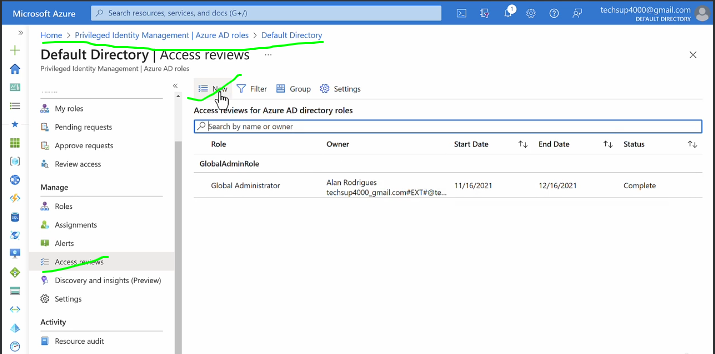 Microsoft Azure
Search resources, services, and docs (G+/)
1
techsup4000@gmail.com
DEFAULT DIRECTORY
Home > Privileged Identity Management | Azure AD roles > Default Directory
Default Directory | Access reviews ...
Privileged Identity Management | Azure AD roles
My roles
Pending requests
Approve requests
Review access
Manage
Roles
Assignments
Alerts
Access reviews
Discovery and insights (Preview)
Settings
Activity
Resource audit
New Filter Group Settings
Access reviews for Azure AD directory roles
Search by name or owner
Role Owner Start Date End Date Status
GlobalAdminRole
Global Administrator Alan Rodrigues 11/16/2021 12/16/2021 Complete
techsup4000_gmail.com#EXT#@te...